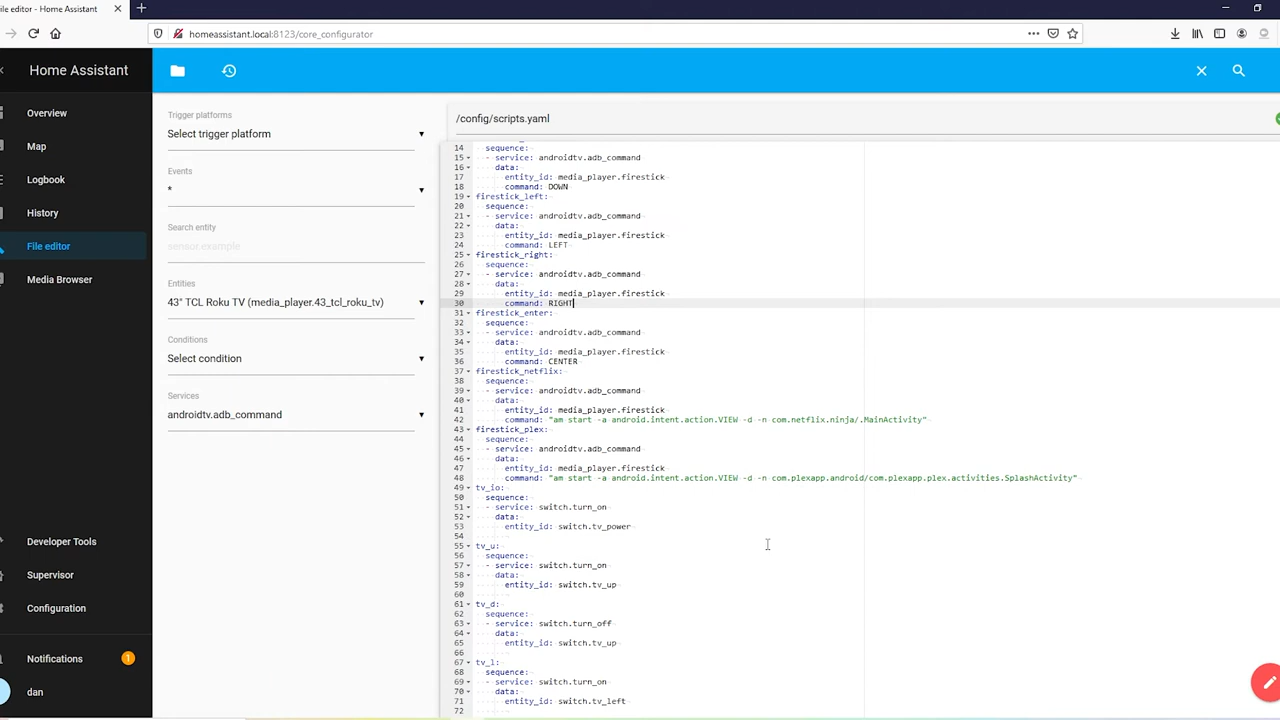 File editor - Home Assistant
homeassistant.local:8123/core_configurator
Home Assistant
Overview
Map
Logbook
History
File editor
Media Browser
Developer Tools
Supervisor
Configuration
Notifications
1
dan
Trigger platforms
Select trigger platform
Events
*
Search entity
sensor.example
Entities
43" TCL Roku TV (media_player.43_tcl_roku_tv)
Conditions
Select condition
Services
androidtv.adb_command
/config/scripts.yaml
14 sequence:
15 - service: androidtv.adb_command
16 data:
17 entity_id: media_player.firestick
18 command: DOWN
19 firestick_left:
20 sequence:
21 - service: androidtv.adb_command
22 data:
23 entity_id: media_player.firestick
24 command: LEFT
25 firestick_right:
26 sequence:
27 - service: androidtv.adb_command
28 data:
29 entity_id: media_player.firestick
30 command: RIGHT
31 firestick_enter:
32 sequence:
33 - service: androidtv.adb_command
34 data:
35 entity_id: media_player.firestick
36 command: CENTER
37 firestick_netflix:
38 sequence:
39 - service: androidtv.adb_command
40 data:
41 entity_id: media_player.firestick
42 command: "am start -a android.intent.action.VIEW -d -n com.netflix.ninja/.MainActivity"
43 firestick_plex:
44 sequence:
45 - service: androidtv.adb_command
46 data:
47 entity_id: media_player.firestick
48 command: "am start -a android.intent.action.VIEW -d -n com.plexapp.android/com.plexapp.plex.activities.SplashActivity"
49 tv_io:
50 sequence:
51 - service: switch.turn_on
52 data:
53 entity_id: switch.tv_power
54
55 tv_u:
56 sequence:
57 - service: switch.turn_on
58 data:
59 entity_id: switch.tv_up
60
61 tv_d:
62 sequence:
63 - service: switch.turn_off
64 data:
65 entity_id: switch.tv_up
66
67 tv_l:
68 sequence:
69 - service: switch.turn_on
70 data:
71 entity_id: switch.tv_left
72